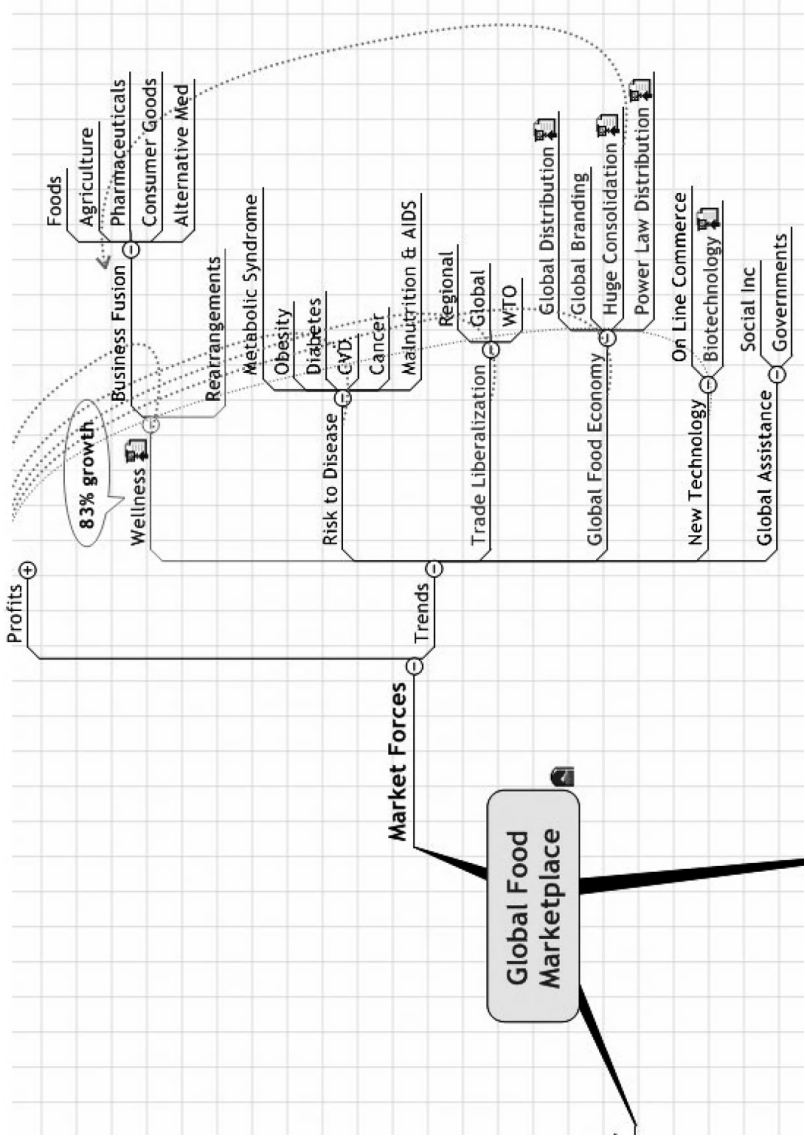 Global Food
Marketplace
Market Forces
Profits
Trends
83% growth
Wellness
Business Fusion
Foods
Agriculture
Pharmaceuticals
Consumer Goods
Alternative Med
Rearrangements
Risk to Disease
Metabolic Syndrome
Obesity
Diabetes
CVD
Cancer
Malnutrition & AIDS
Trade Liberalization
Regional
Global
WTO
Global Food Economy
Global Distribution
Global Branding
Huge Consolidation
Power Law Distribution
New Technology
On Line Commerce
Biotechnology
Global Assistance
Social Inc
Governments